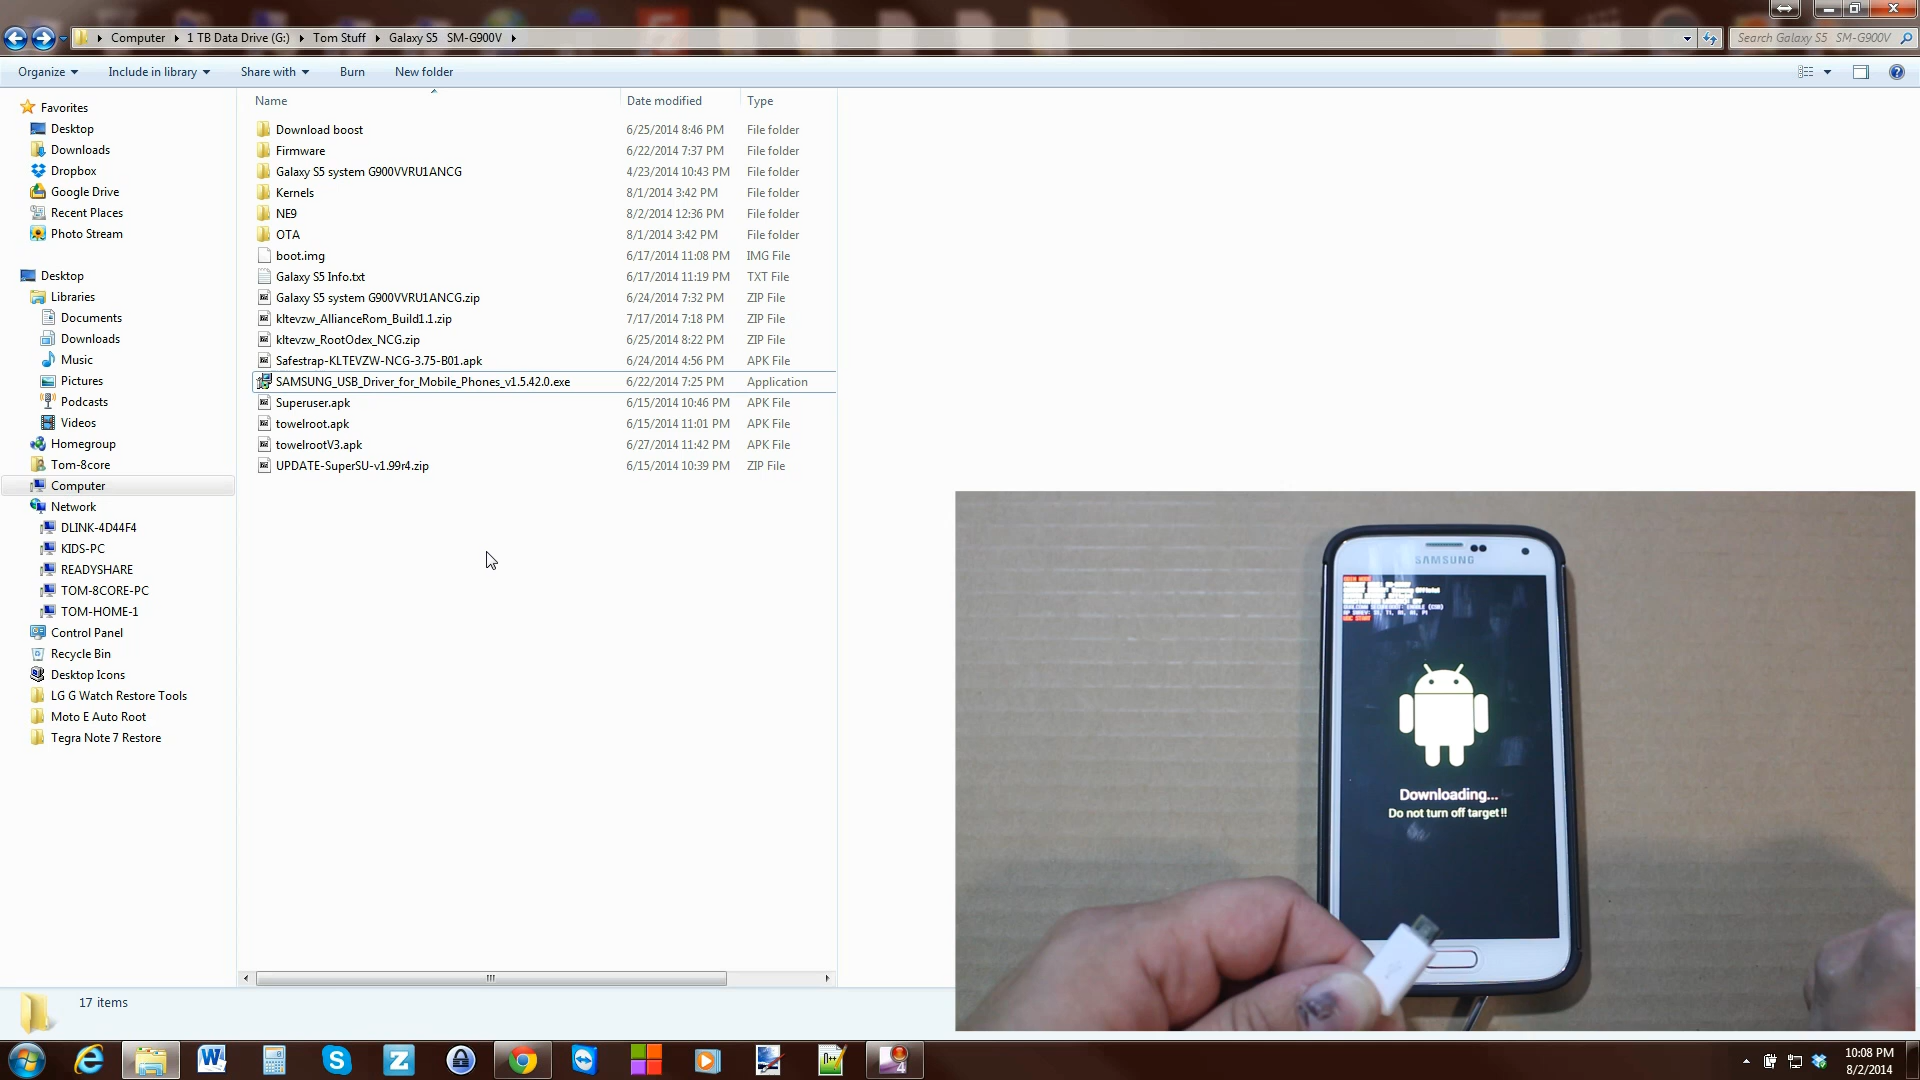 Computer 1 TB Data Drive (G:) Tom Stuff Galaxy S5 SM-G900V
Search Galaxy S5 SM-G900V
Organize Include in library Share with Burn New folder
Name Date modified Type
Favorites
Desktop
Downloads
Dropbox
Google Drive
Recent Places
Photo Stream
Desktop
Libraries
Documents
Downloads
Music
Pictures
Podcasts
Videos
Homegroup
Tom-8core
Computer
Network
DLINK-4D44F4
KIDS-PC
READYSHARE
TOM-8CORE-PC
TOM-HOME-1
Control Panel
Recycle Bin
Desktop Icons
LG G Watch Restore Tools
Moto E Auto Root
Tegra Note 7 Restore
Download boost 6/25/2014 8:46 PM File folder
Firmware 6/22/2014 7:37 PM File folder
Galaxy S5 system G900VVRU1ANCG 4/23/2014 10:43 PM File folder
Kernels 8/1/2014 3:42 PM File folder
NE9 8/2/2014 12:36 PM File folder
OTA 8/1/2014 3:42 PM File folder
boot.img 6/17/2014 11:08 PM IMG File
Galaxy S5 Info.txt 6/17/2014 11:19 PM TXT File
Galaxy S5 system G900VVRU1ANCG.zip 6/24/2014 7:32 PM ZIP File
kltevzw_AllianceRom_Build1.1.zip 7/17/2014 7:18 PM ZIP File
kltevzw_RootOdex_NCG.zip 6/25/2014 8:22 PM ZIP File
Safestrap-KLTEVZW-NCG-3.75-B01.apk 6/24/2014 4:56 PM APK File
SAMSUNG_USB_Driver_for_Mobile_Phones_v1.5.42.0.exe 6/22/2014 7:25 PM Application
Superuser.apk 6/15/2014 10:46 PM APK File
towelroot.apk 6/15/2014 11:01 PM APK File
towelrootV3.apk 6/27/2014 11:42 PM APK File
UPDATE-SuperSU-v1.99r4.zip 6/15/2014 10:39 PM ZIP File
SAMSUNG
Downloading...
Do not turn off target !!
17 items
10:08 PM
8/2/2014